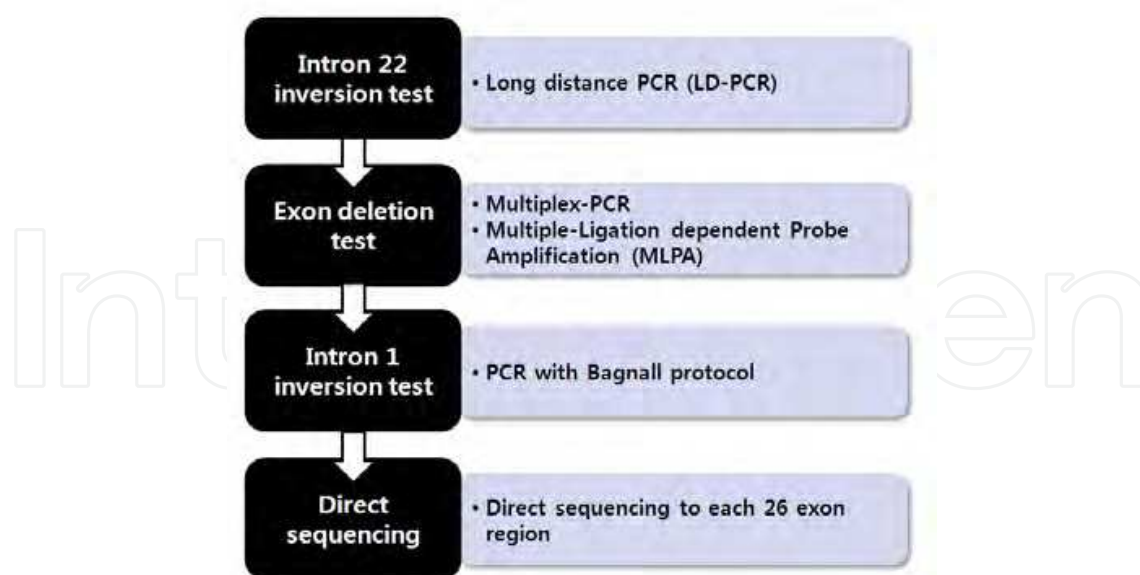 Intron 22
inversion test
• Long distance PCR (LD-PCR)
Exon deletion
test
• Multiplex-PCR
• Multiple-Ligation dependent Probe
Amplification (MLPA)
Intron 1
inversion test
• PCR with Bagnall protocol
Direct
sequencing
• Direct sequencing to each 26 exon
region